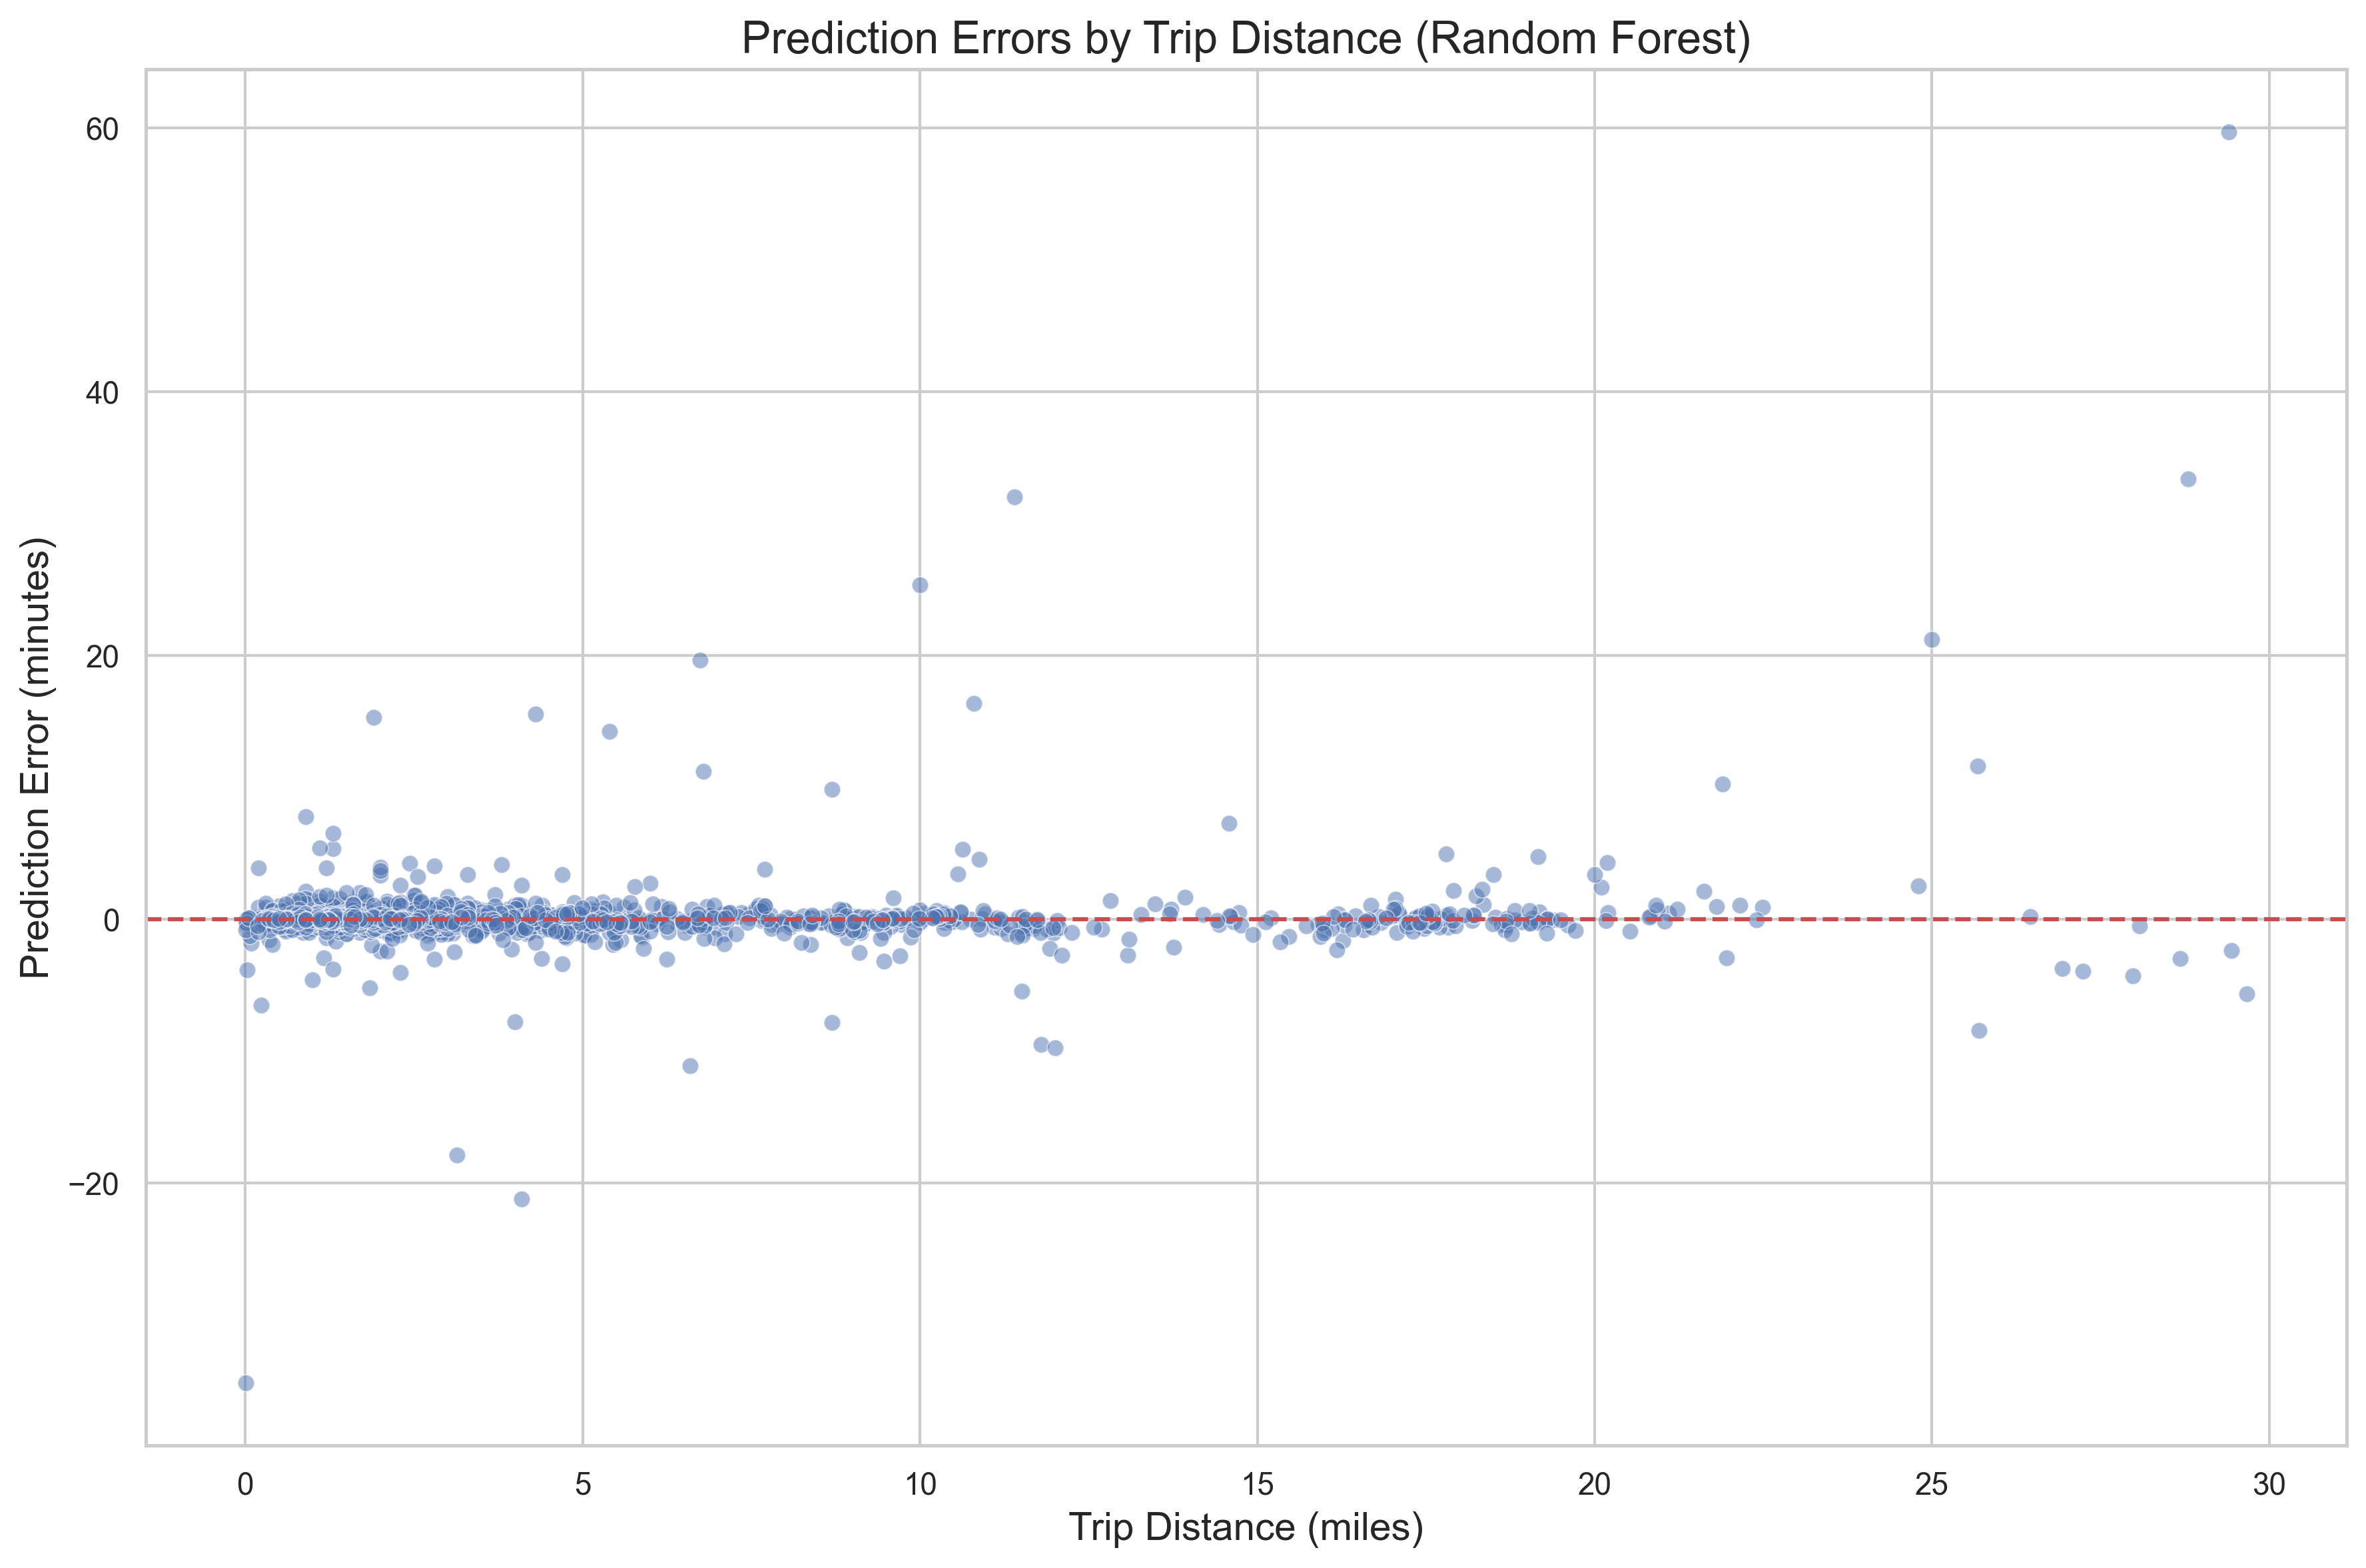 Prediction Errors by Trip Distance (Random Forest)
Prediction Error (minutes)
60
40
20
0
−20
0 5 10 15 20 25 30
Trip Distance (miles)